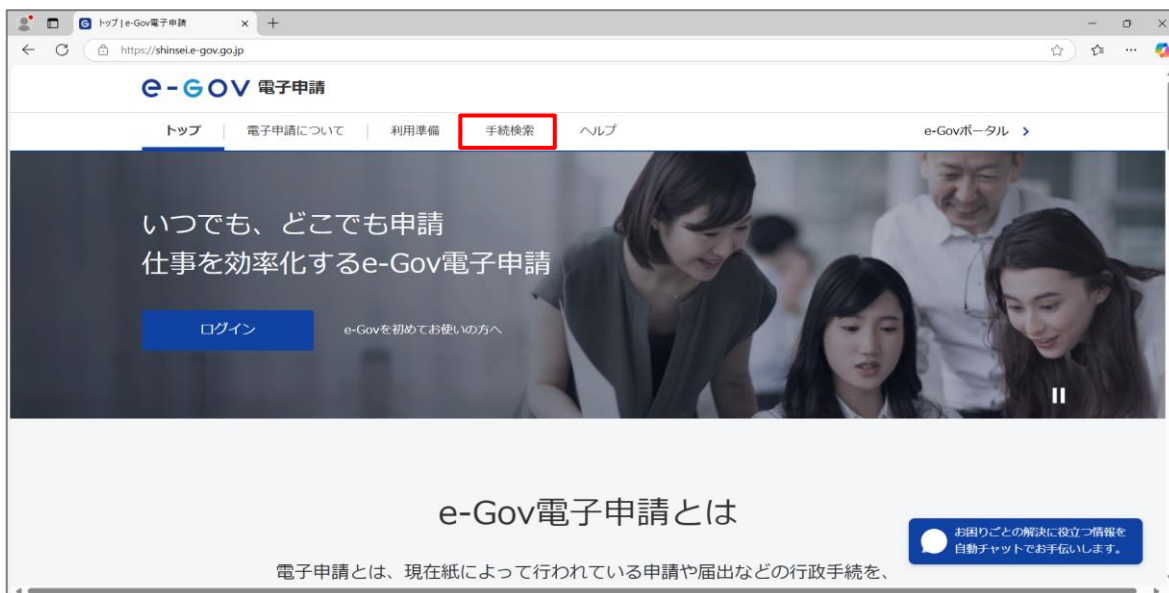 トップ | e-Gov電子申請
https://shinsei.e-gov.go.jp
e-GOV 電子申請
トップ 電子申請について 利用準備 手続検索 ヘルプ e-Govポータル
いつでも、どこでも申請
仕事を効率化するe-Gov電子申請
ログイン e-Govを初めてお使いの方へ
e-Gov電子申請とは
お困りごとの解決に役立つ情報を
自動チャットでお手伝いします。
電子申請とは、現在紙によって行われている申請や届出などの行政手続を、